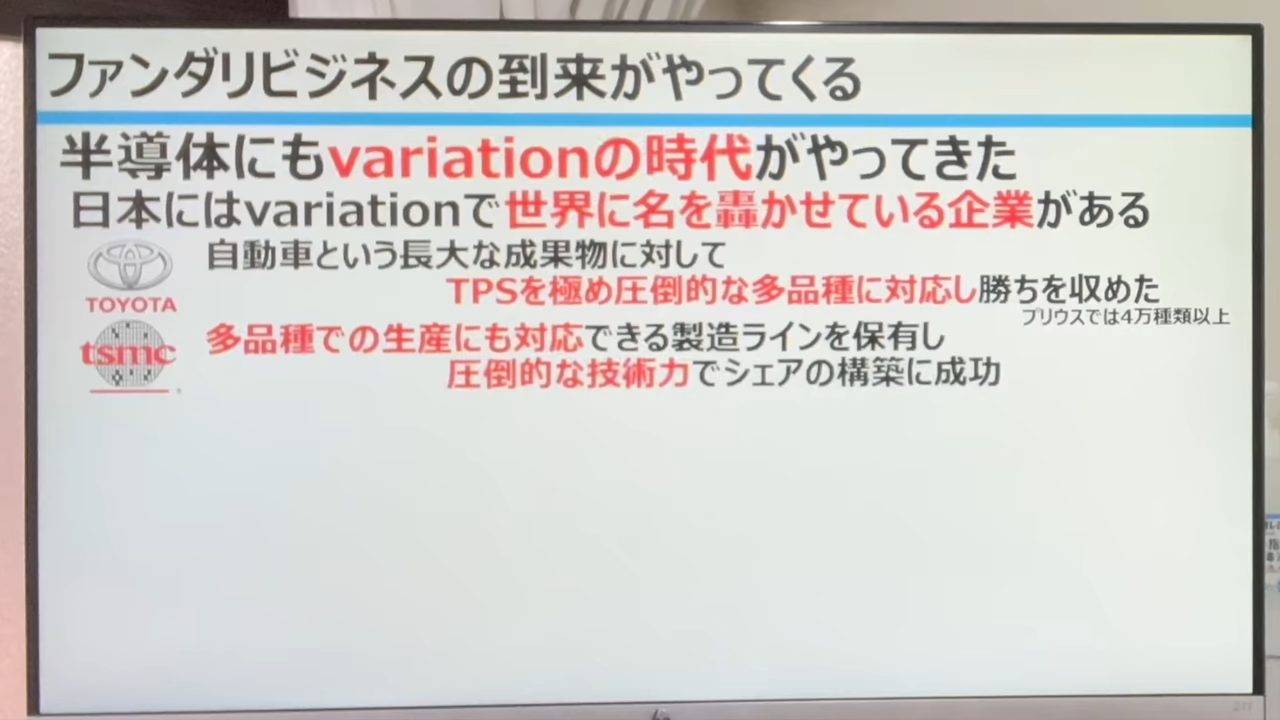 ファンダリビジネスの到来がやってくる
半導体にもvariationの時代がやってきた
日本にはvariationで世界に名を轟かせている企業がある
自動車という長大な成果物に対して
TPSを極め圧倒的な多品種に対応し勝ちを収めた
TOYOTA
プリウスでは4万種類以上
多品種での生産にも対応できる製造ラインを保有し
tsmc
圧倒的な技術力でシェアの構築に成功
hp